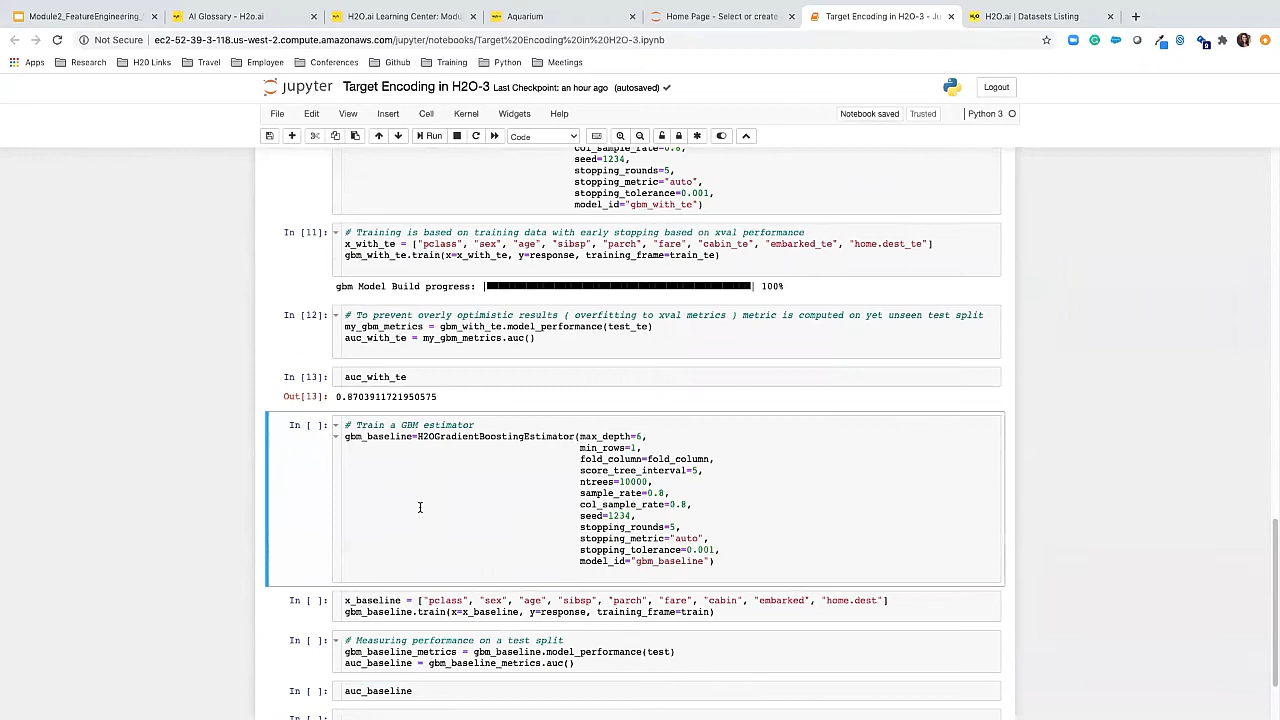 Module2_FeatureEngineering_
AI Glossary - H2o.ai
H2O.ai Learning Center: Modu
Aquarium
Home Page - Select or create
Target Encoding in H2O-3 - Ju
H2O.ai | Datasets Listing
Not Secure | ec2-52-39-3-118.us-west-2.compute.amazonaws.com/jupyter/notebooks/Target%20Encoding%20in%20H2O-3.ipynb
Apps Research H2O Links Travel Employee Conferences Github Training Python Meetings
jupyter Target Encoding in H2O-3 Last Checkpoint: an hour ago (autosaved) Logout
File Edit View Insert Cell Kernel Widgets Help Notebook saved Trusted Python 3
Run Code
col_sample_rate=0.8,
seed=1234,
stopping_rounds=5,
stopping_metric="auto",
stopping_tolerance=0.001,
model_id="gbm_with_te")
In [11]: # Training is based on training data with early stopping based on xval performance
x_with_te = ["pclass", "sex", "age", "sibsp", "parch", "fare", "cabin_te", "embarked_te", "home.dest_te"]
gbm_with_te.train(x=x_with_te, y=response, training_frame=train_te)
gbm Model Build progress: | | 100%
In [12]: # To prevent overly optimistic results ( overfitting to xval metrics ) metric is computed on yet unseen test split
my_gbm_metrics = gbm_with_te.model_performance(test_te)
auc_with_te = my_gbm_metrics.auc()
In [13]: auc_with_te
Out[13]: 0.8703911721950575
In [ ]: # Train a GBM estimator
gbm_baseline=H2OGradientBoostingEstimator(max_depth=6,
min_rows=1,
fold_column=fold_column,
score_tree_interval=5,
ntrees=10000,
sample_rate=0.8,
col_sample_rate=0.8,
seed=1234,
stopping_rounds=5,
stopping_metric="auto",
stopping_tolerance=0.001,
model_id="gbm_baseline")
In [ ]: x_baseline = ["pclass", "sex", "age", "sibsp", "parch", "fare", "cabin", "embarked", "home.dest"]
gbm_baseline.train(x=x_baseline, y=response, training_frame=train)
In [ ]: # Measuring performance on a test split
gbm_baseline_metrics = gbm_baseline.model_performance(test)
auc_baseline = gbm_baseline_metrics.auc()
In [ ]: auc_baseline
In [ ]: